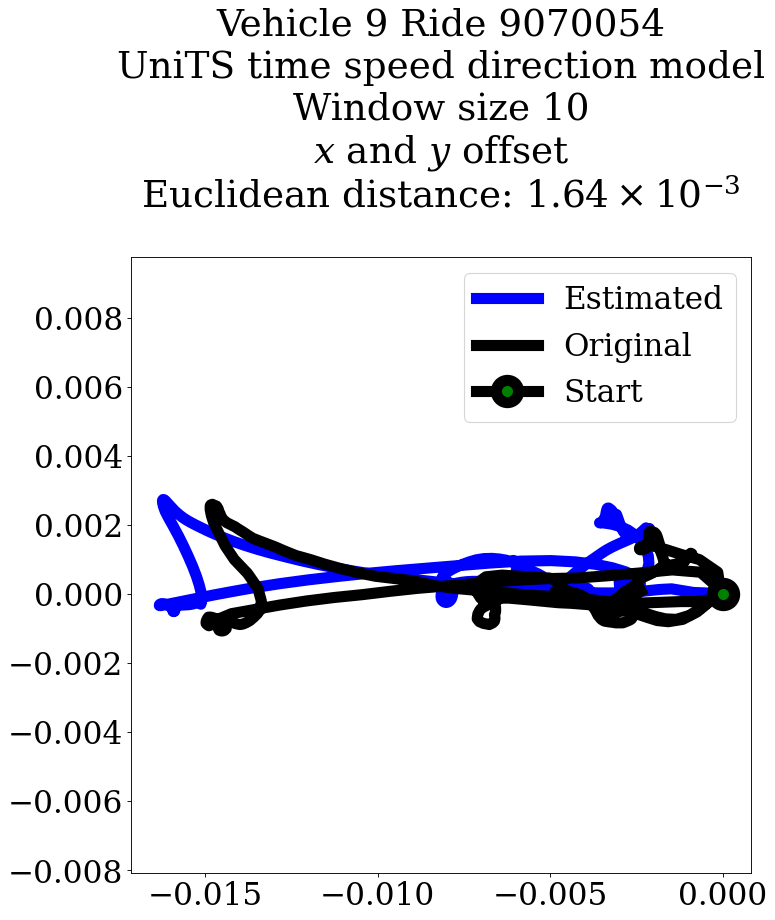 Vehicle 9 Ride 9070054
UniTS time speed direction model
Window size 10
x and y offset
Euclidean distance: 1.64 × 10⁻³
Estimated
Original
Start
0.008
0.006
0.004
0.002
0.000
−0.002
−0.004
−0.006
−0.008
−0.015 −0.010 −0.005 0.000